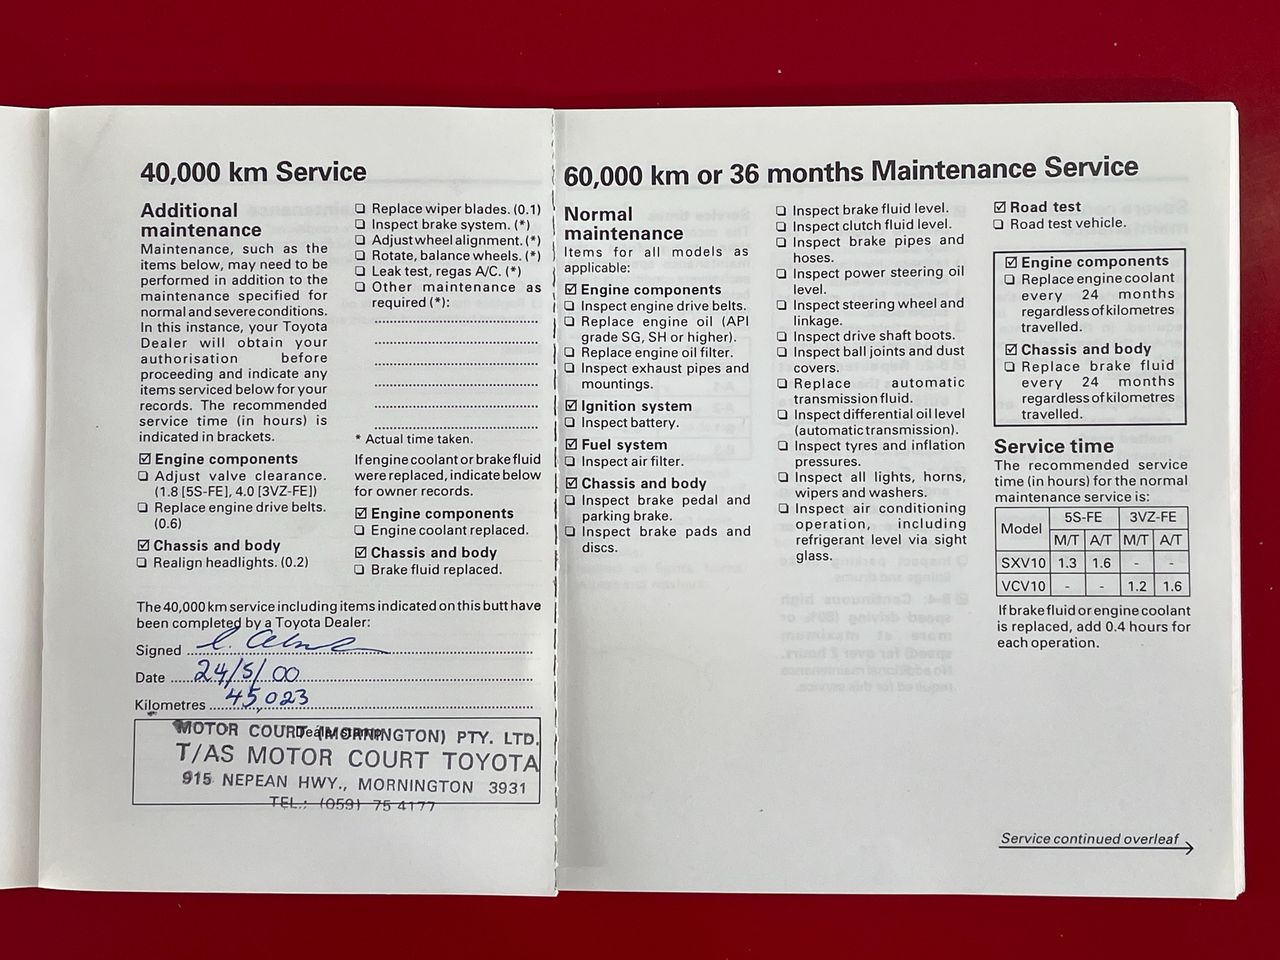 40,000 km Service
Additional
maintenance
Maintenance, such as the
items below, may need to be
performed in addition to the
maintenance specified for
normal and severe conditions.
In this instance, your Toyota
Dealer will obtain your
authorisation before
proceeding and indicate any
items serviced below for your
records. The recommended
service time (in hours) is
indicated in brackets.
☑ Engine components
❏ Adjust valve clearance.
(1.8 [5S-FE], 4.0 [3VZ-FE])
❏ Replace engine drive belts.
(0.6)
☑ Chassis and body
❏ Realign headlights. (0.2)
❏ Replace wiper blades. (0.1)
❏ Inspect brake system. (*)
❏ Adjust wheel alignment. (*)
❏ Rotate, balance wheels. (*)
❏ Leak test, regas A/C. (*)
❏ Other maintenance as
required (*):
* Actual time taken.
If engine coolant or brake fluid
were replaced, indicate below
for owner records.
☑ Engine components
❏ Engine coolant replaced.
☑ Chassis and body
❏ Brake fluid replaced.
The 40,000 km service including items indicated on this butt have
been completed by a Toyota Dealer:
Signed
Date 24/5/00
Kilometres 45,023
Dealer stamp
MOTOR COURT (MORNINGTON) PTY. LTD.
T/AS MOTOR COURT TOYOTA
915 NEPEAN HWY., MORNINGTON 3931
TEL.: (059) 75 4177
60,000 km or 36 months Maintenance Service
Normal
maintenance
Items for all models as
applicable:
☑ Engine components
❏ Inspect engine drive belts.
❏ Replace engine oil (API
grade SG, SH or higher).
❏ Replace engine oil filter.
❏ Inspect exhaust pipes and
mountings.
☑ Ignition system
❏ Inspect battery.
☑ Fuel system
❏ Inspect air filter.
☑ Chassis and body
❏ Inspect brake pedal and
parking brake.
❏ Inspect brake pads and
discs.
❏ Inspect brake fluid level.
❏ Inspect clutch fluid level.
❏ Inspect brake pipes and
hoses.
❏ Inspect power steering oil
level.
❏ Inspect steering wheel and
linkage.
❏ Inspect drive shaft boots.
❏ Inspect ball joints and dust
covers.
❏ Replace automatic
transmission fluid.
❏ Inspect differential oil level
(automatic transmission).
❏ Inspect tyres and inflation
pressures.
❏ Inspect all lights, horns,
wipers and washers.
❏ Inspect air conditioning
operation, including
refrigerant level via sight
glass.
☑ Road test
❏ Road test vehicle.
☑ Engine components
❏ Replace engine coolant
every 24 months
regardless of kilometres
travelled.
☑ Chassis and body
❏ Replace brake fluid
every 24 months
regardless of kilometres
travelled.
Service time
The recommended service
time (in hours) for the normal
maintenance service is:
Model 5S-FE 3VZ-FE
M/T A/T M/T A/T
SXV10 1.3 1.6 - -
VCV10 - - 1.2 1.6
If brake fluid or engine coolant
is replaced, add 0.4 hours for
each operation.
Service continued overleaf